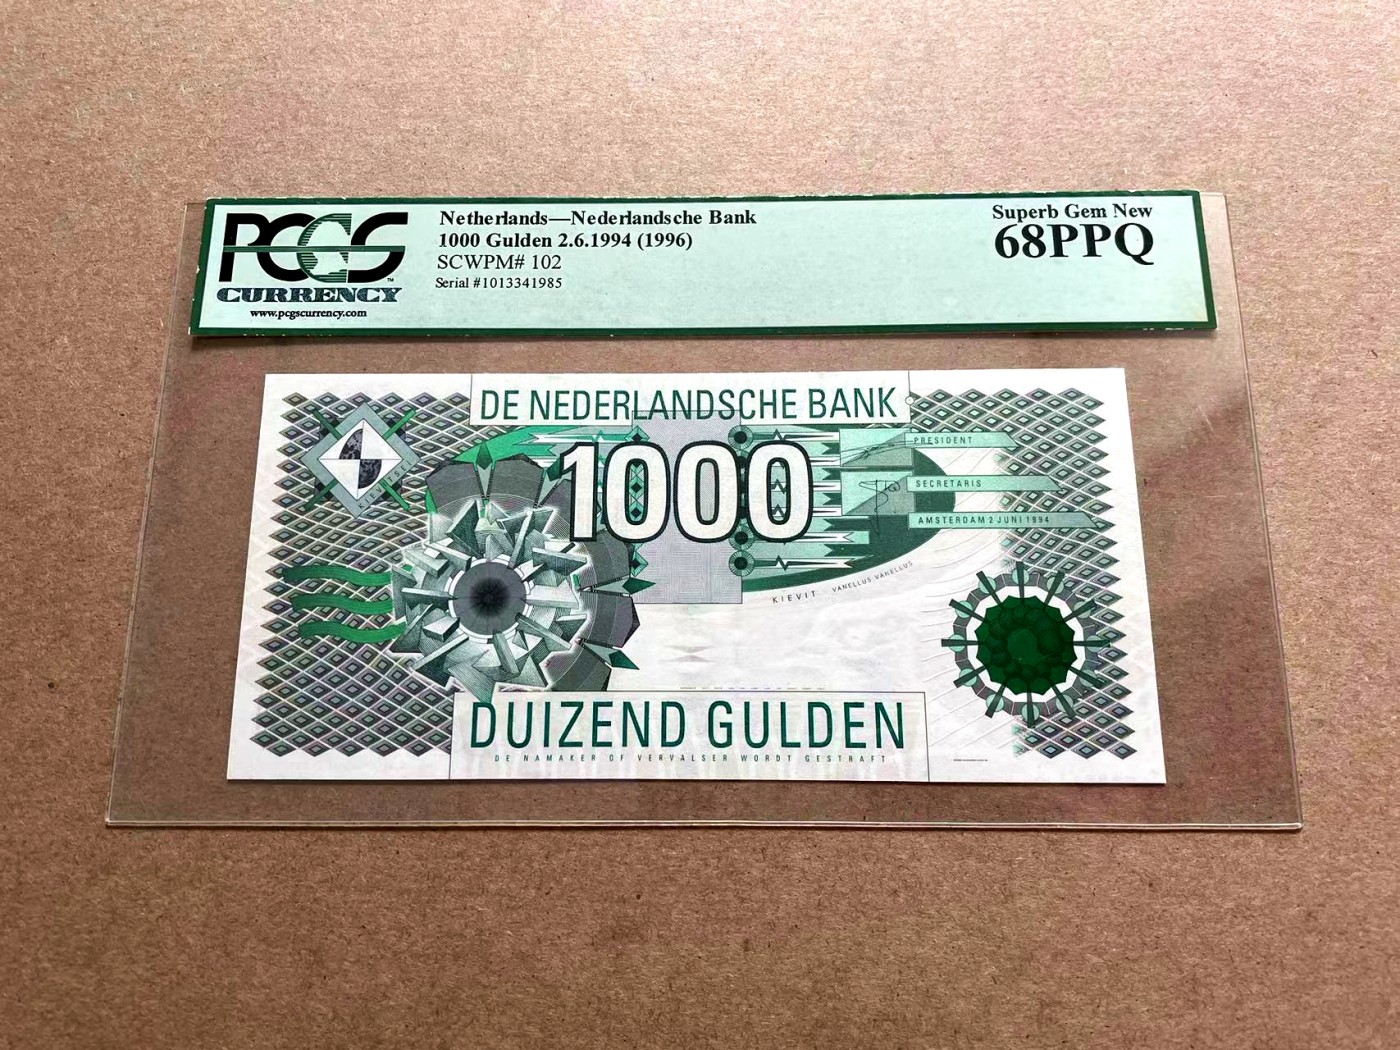 PCGS
TM
CURRENCY
www.pcgscurrency.com
Netherlands—Nederlandsche Bank
1000 Gulden 2.6.1994 (1996)
SCWPM# 102
Serial #1013341985
Superb Gem New
68PPQ
DE NEDERLANDSCHE BANK
1000
PRESIDENT
SECRETARIS
AMSTERDAM 2 JUNI 1994
KIEVIT VANELLUS VANELLUS
DUIZEND GULDEN
DE NAMAKER OF VERVALSER WORDT GESTRAFT